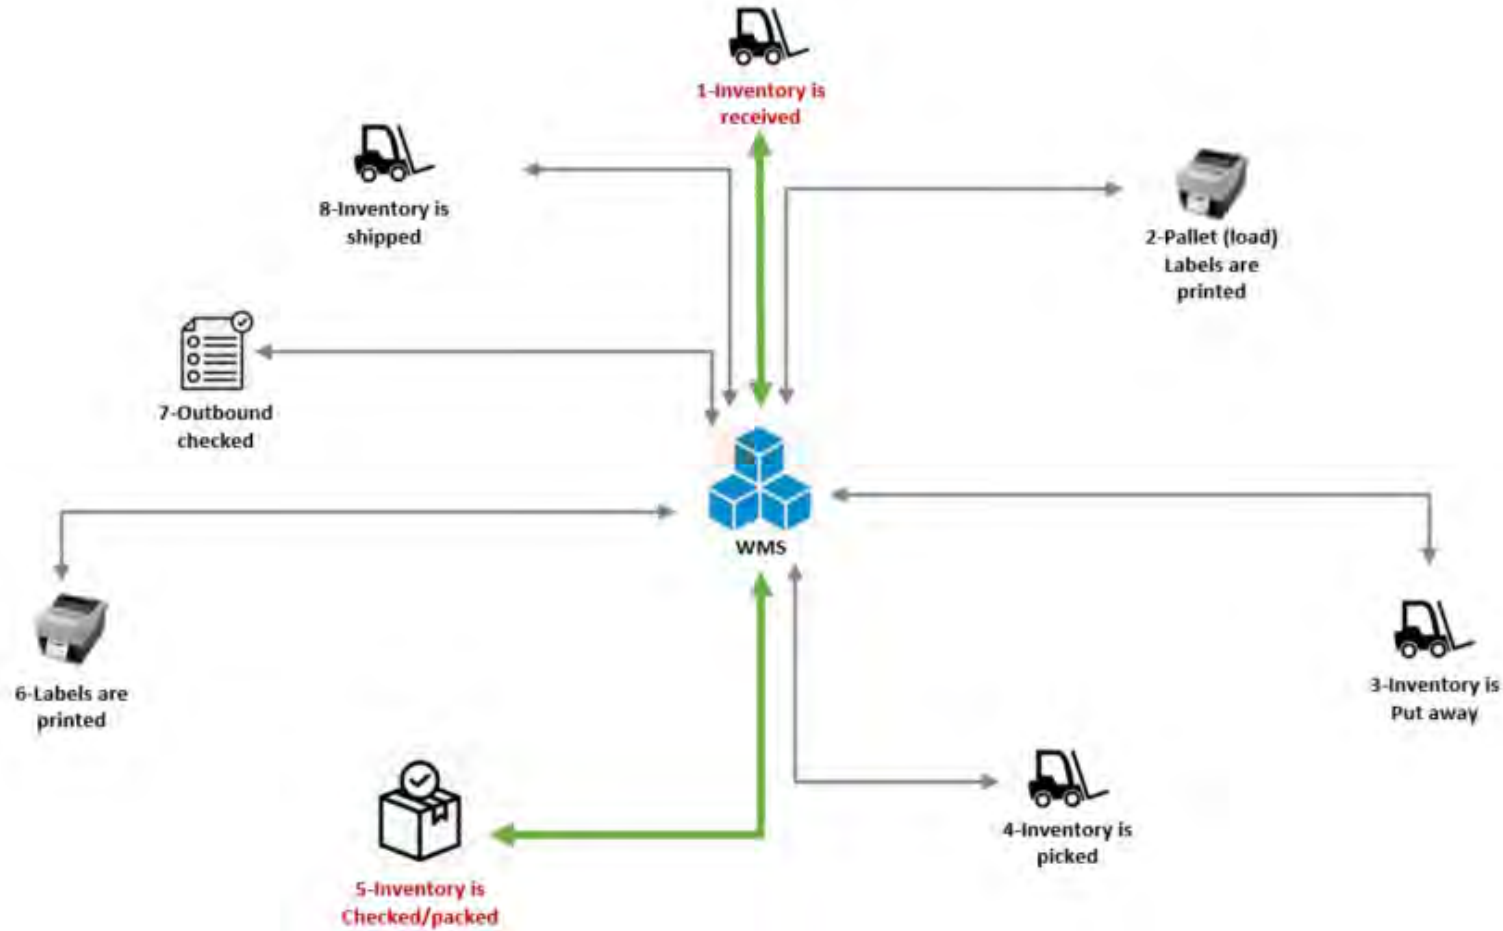 1-Inventory is
received
8-Inventory is
shipped
2-Pallet (load)
Labels are
printed
7-Outbound
checked
WMS
6-Labels are
printed
3-Inventory is
Put away
4-Inventory is
picked
5-Inventory is
Checked/packed